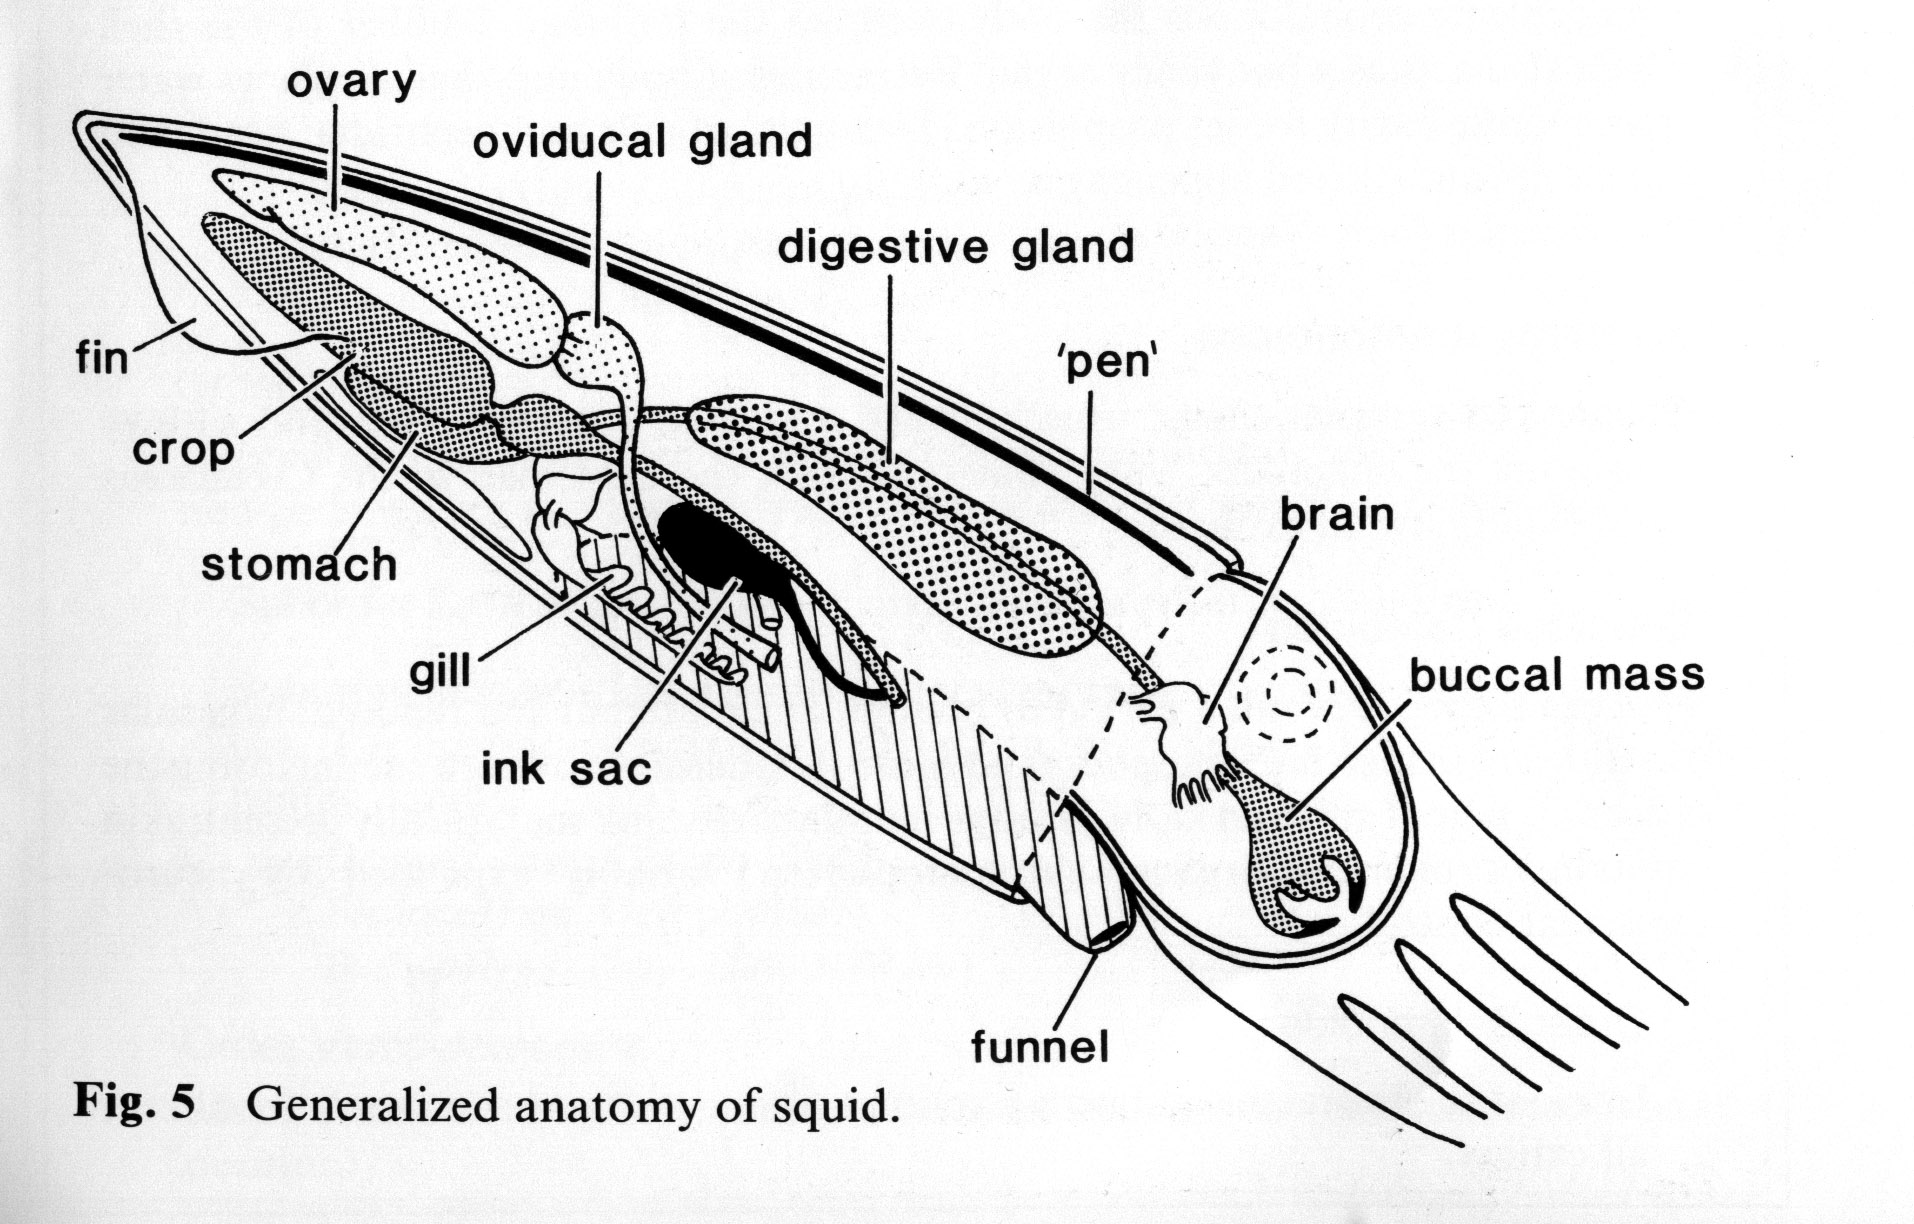 ovary
oviducal gland
digestive gland
'pen'
fin
crop
brain
stomach
gill
buccal mass
ink sac
funnel
Fig. 5 Generalized anatomy of squid.